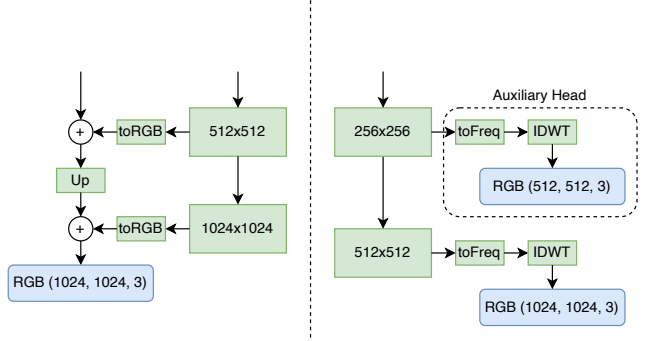 +
toRGB
512x512
Up
+
toRGB
1024x1024
RGB (1024, 1024, 3)
Auxiliary Head
256x256
toFreq
IDWT
RGB (512, 512, 3)
512x512
toFreq
IDWT
RGB (1024, 1024, 3)